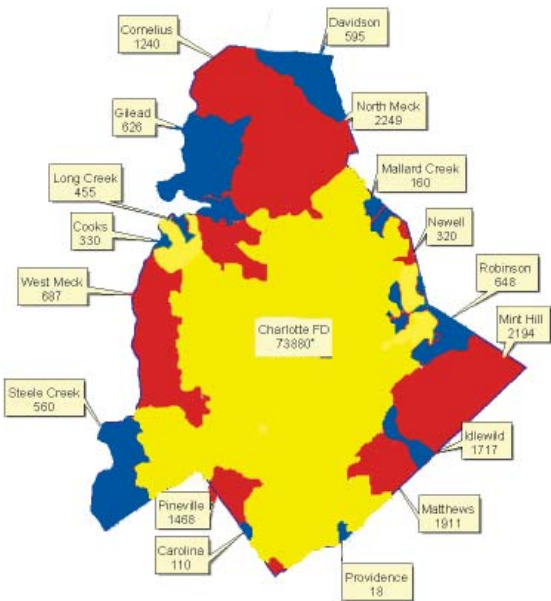 Davidson
595
Cornelius
1240
North Meck
2249
Gilead
626
Mallard Creek
160
Long Creek
455
Newell
320
Cooks
330
Robinson
648
West Meck
687
Mint Hill
2194
Charlotte FD
73880*
Steele Creek
560
Idlewild
1717
Matthews
1911
Pineville
1468
Carolina
110
Providence
18